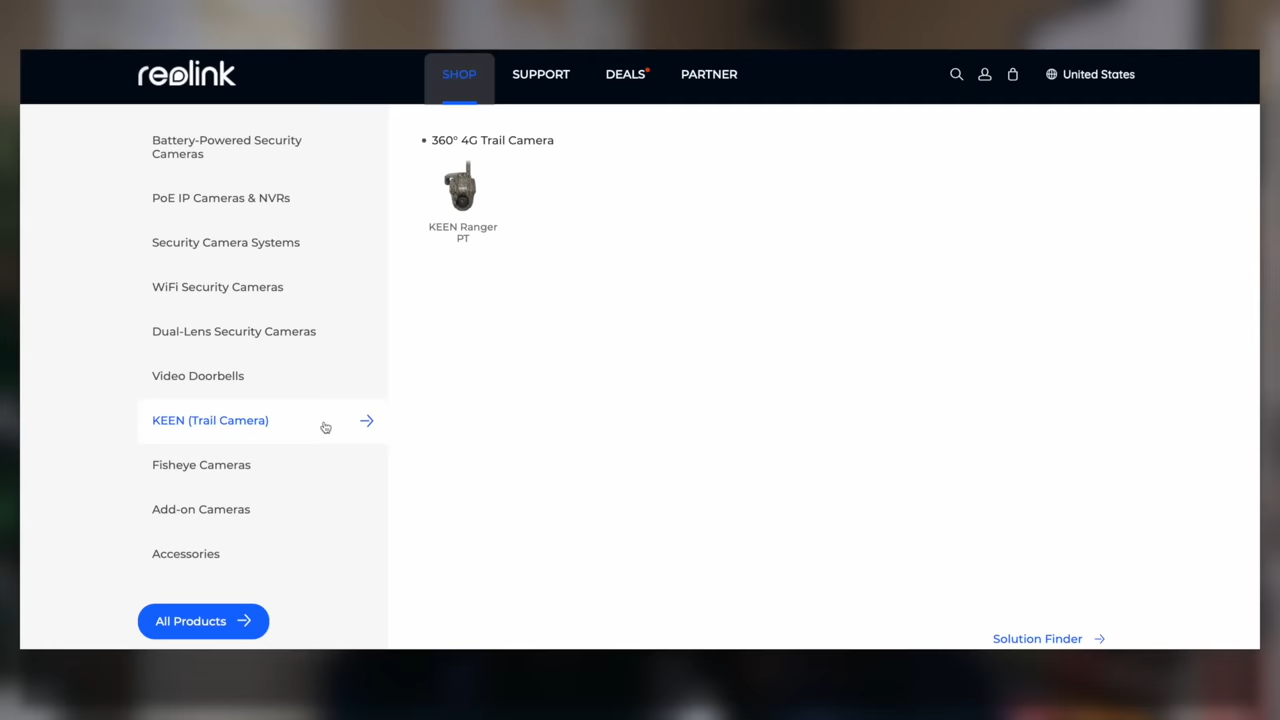 reolink
SHOP
SUPPORT
DEALS
PARTNER
United States
Battery-Powered Security
Cameras
PoE IP Cameras & NVRs
Security Camera Systems
WiFi Security Cameras
Dual-Lens Security Cameras
Video Doorbells
KEEN (Trail Camera)
Fisheye Cameras
Add-on Cameras
Accessories
All Products
360° 4G Trail Camera
KEEN Ranger
PT
Solution Finder